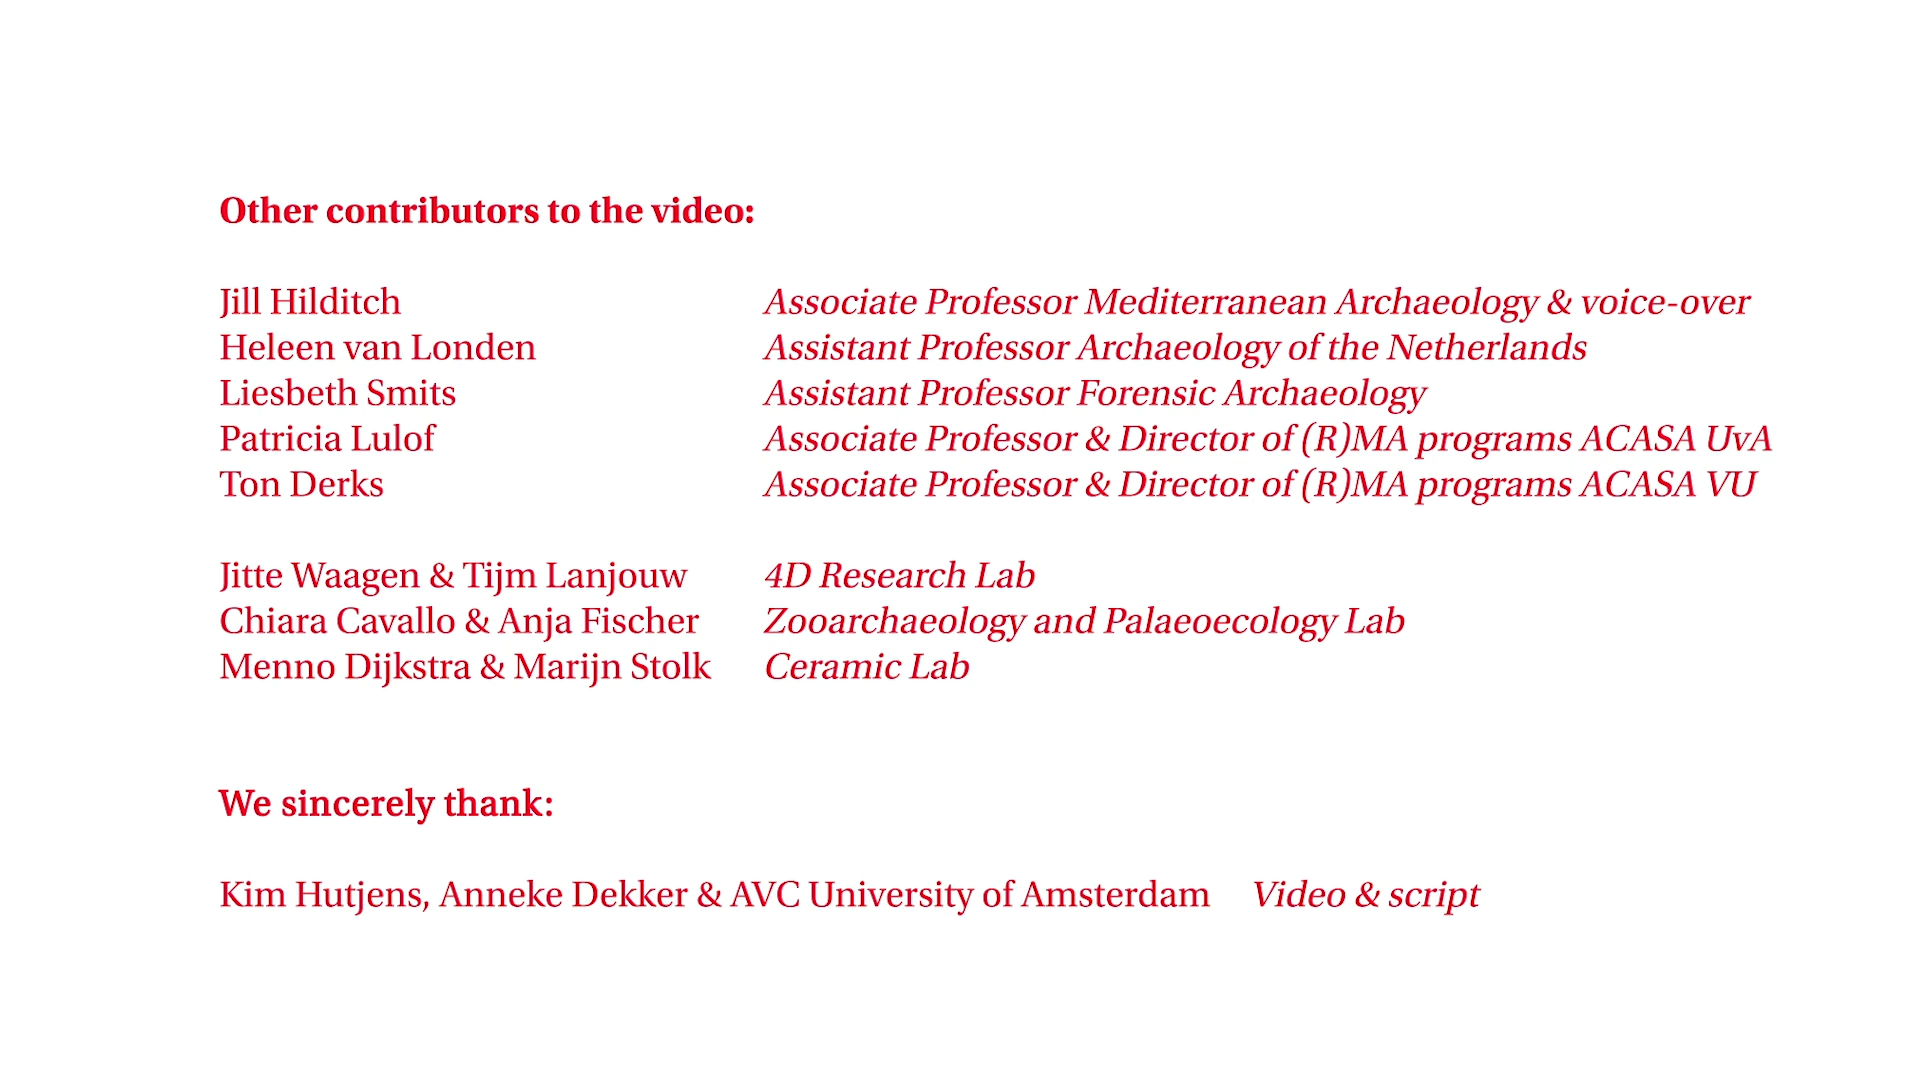 Other contributors to the video:
Jill Hilditch Associate Professor Mediterranean Archaeology & voice-over
Heleen van Londen Assistant Professor Archaeology of the Netherlands
Liesbeth Smits Assistant Professor Forensic Archaeology
Patricia Lulof Associate Professor & Director of (R)MA programs ACASA UvA
Ton Derks Associate Professor & Director of (R)MA programs ACASA VU
Jitte Waagen & Tijm Lanjouw 4D Research Lab
Chiara Cavallo & Anja Fischer Zooarchaeology and Palaeoecology Lab
Menno Dijkstra & Marijn Stolk Ceramic Lab
We sincerely thank:
Kim Hutjens, Anneke Dekker & AVC University of Amsterdam Video & script